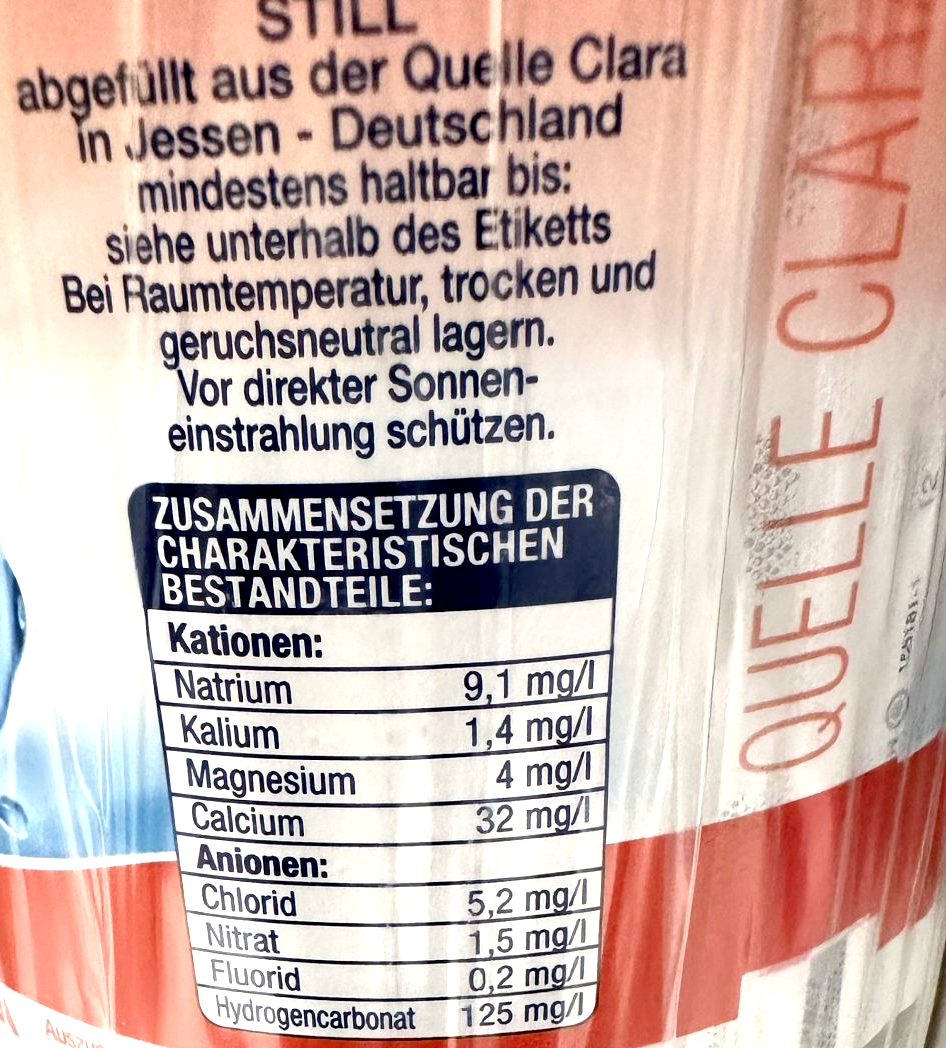 STILL
abgefüllt aus der Quelle Clara
in Jessen - Deutschland
mindestens haltbar bis:
siehe unterhalb des Etiketts
Bei Raumtemperatur, trocken und
geruchsneutral lagern.
Vor direkter Sonnen-
einstrahlung schützen.
ZUSAMMENSETZUNG DER
CHARAKTERISTISCHEN
BESTANDTEILE:
Kationen:
Natrium 9,1 mg/l
Kalium 1,4 mg/l
Magnesium 4 mg/l
Calcium 32 mg/l
Anionen:
Chlorid 5,2 mg/l
Nitrat 1,5 mg/l
Fluorid 0,2 mg/l
Hydrogencarbonat 125 mg/l
QUELLE